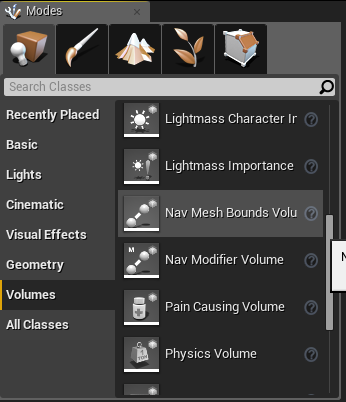 Modes
Search Classes
Recently Placed
Basic
Lights
Cinematic
Visual Effects
Geometry
Volumes
All Classes
Lightmass Character In
Lightmass Importance
Nav Mesh Bounds Volu
M
Nav Modifier Volume
Pain Causing Volume
Physics Volume